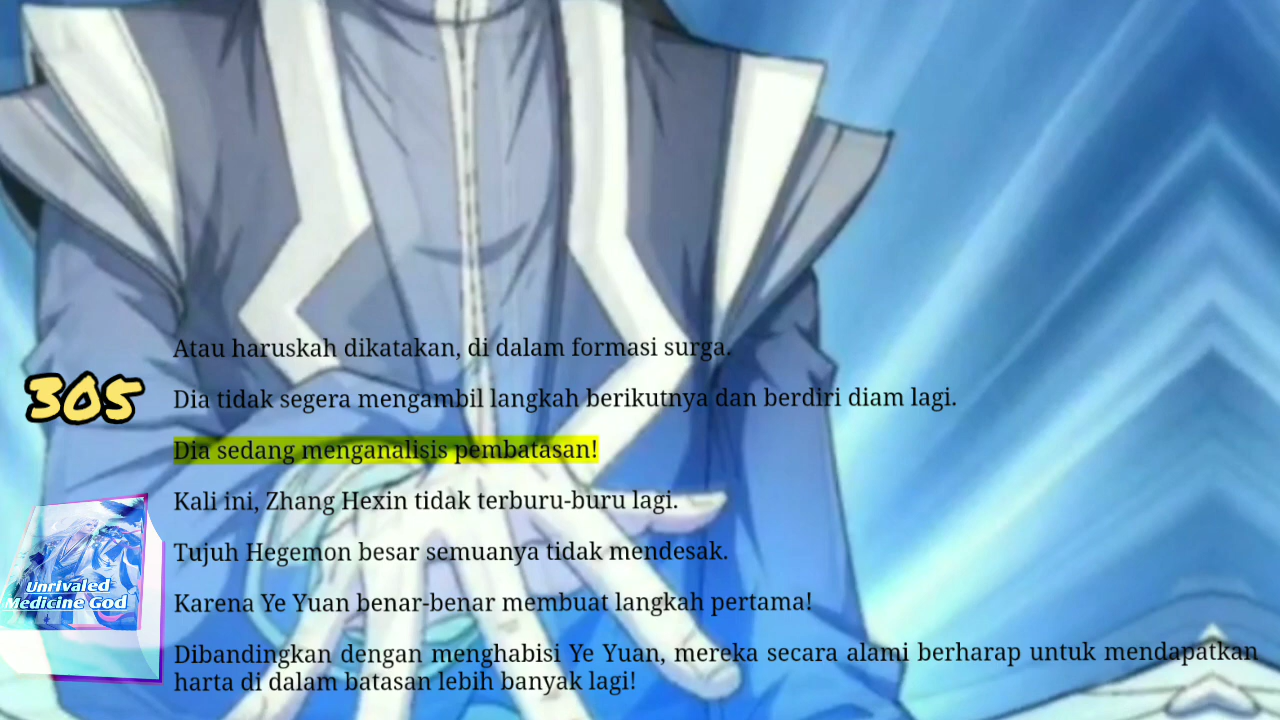 Atau haruskah dikatakan, di dalam formasi surga.
305
Dia tidak segera mengambil langkah berikutnya dan berdiri diam lagi.
Dia sedang menganalisis pembatasan!
Kali ini, Zhang Hexin tidak terburu-buru lagi.
Tujuh Hegemon besar semuanya tidak mendesak.
Unrivaled
Medicine God
Karena Ye Yuan benar-benar membuat langkah pertama!
Dibandingkan dengan menghabisi Ye Yuan, mereka secara alami berharap untuk mendapatkan
harta di dalam batasan lebih banyak lagi!